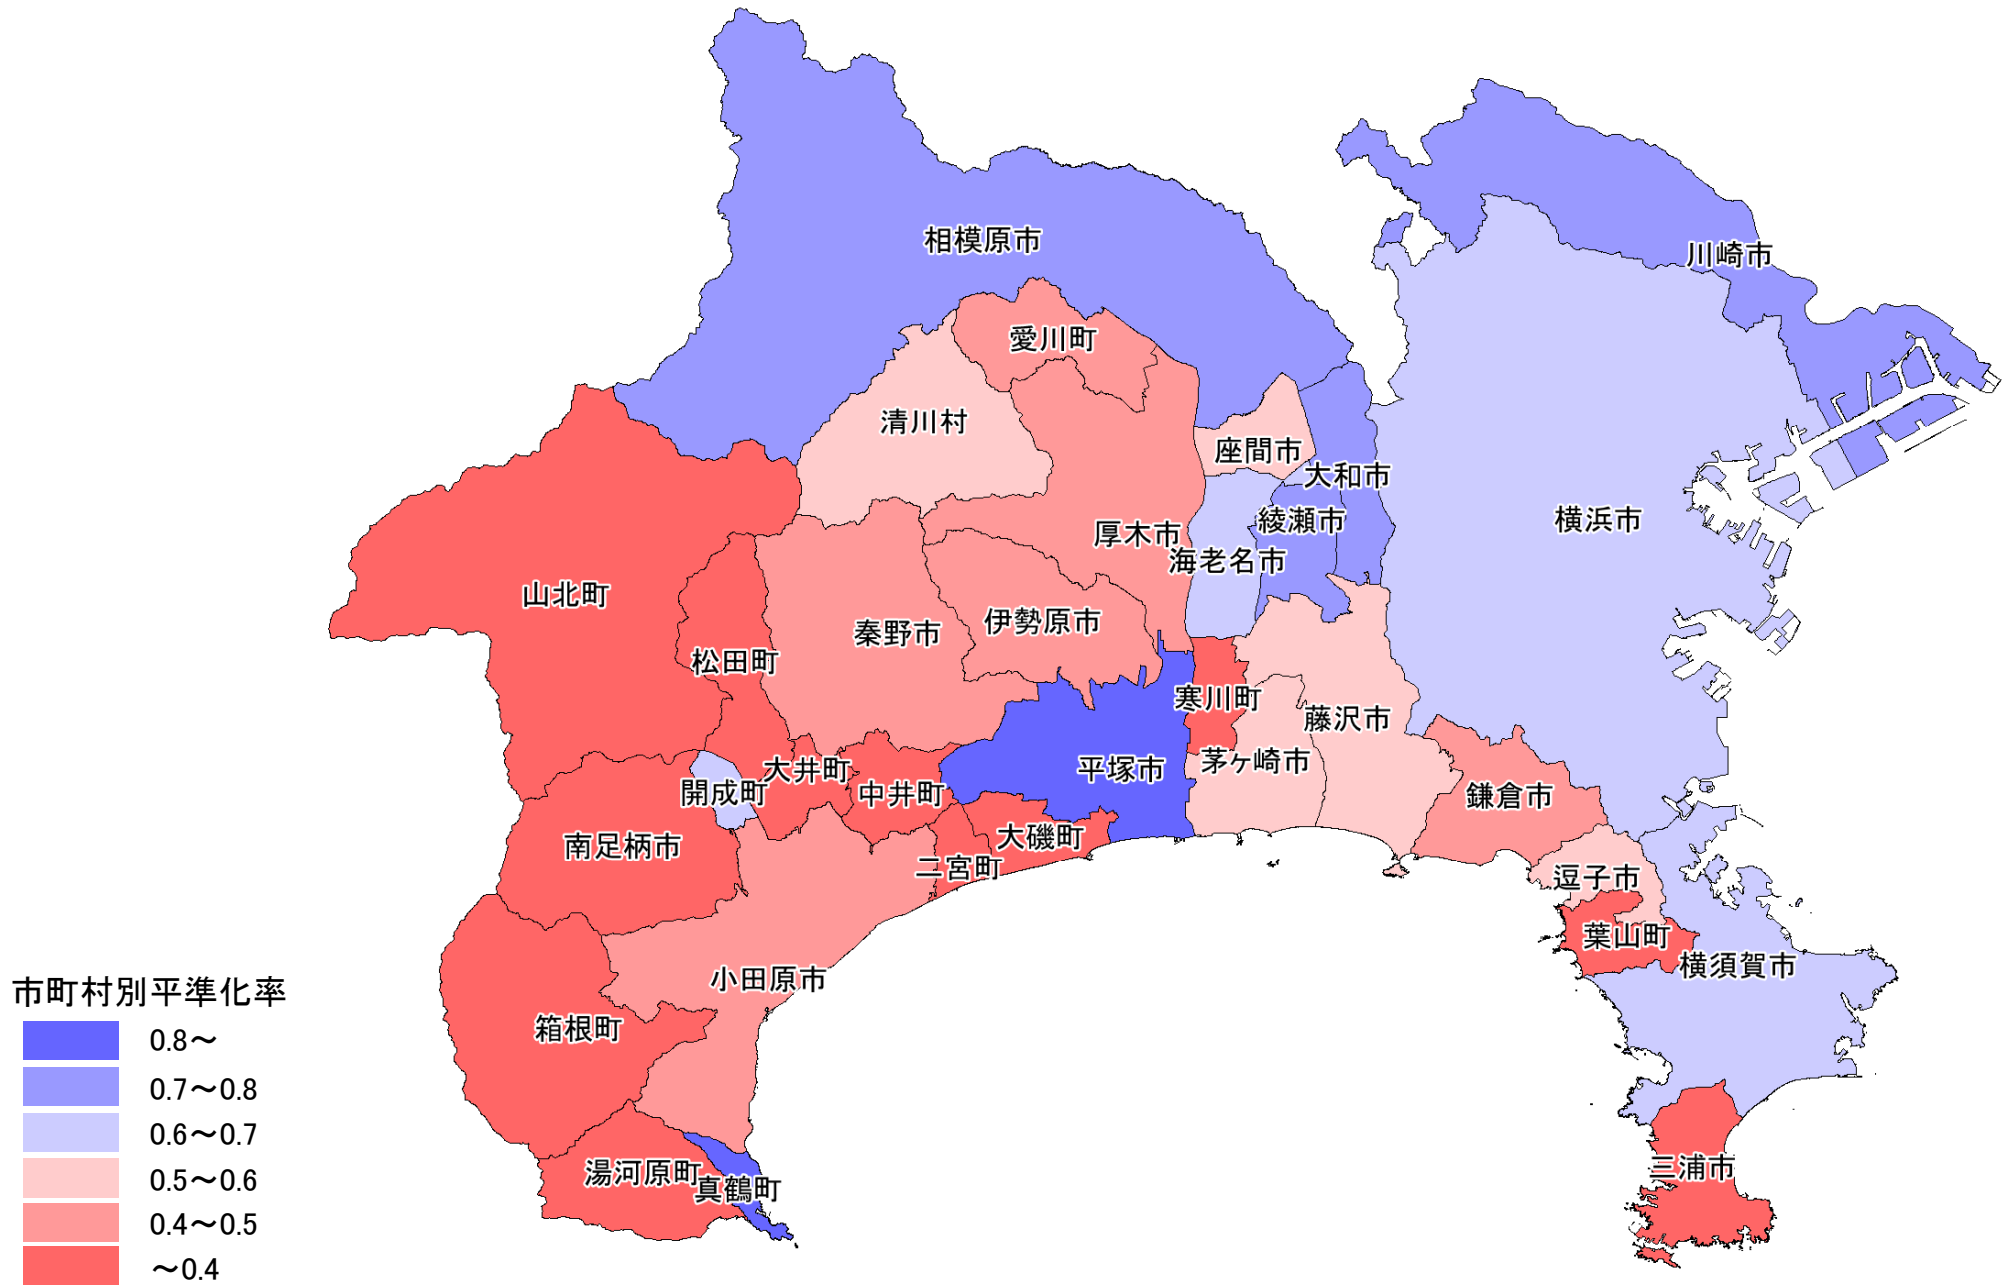 相模原市
川崎市
愛川町
清川村
座間市
大和市
綾瀬市
横浜市
厚木市
海老名市
山北町
伊勢原市
秦野市
松田町
寒川町
藤沢市
茅ヶ崎市
平塚市
大井町
開成町
中井町
鎌倉市
大磯町
南足柄市
二宮町
逗子市
葉山町
横須賀市
小田原市
箱根町
三浦市
湯河原町
真鶴町
市町村別平準化率
0.8～
0.7～0.8
0.6～0.7
0.5～0.6
0.4～0.5
～0.4